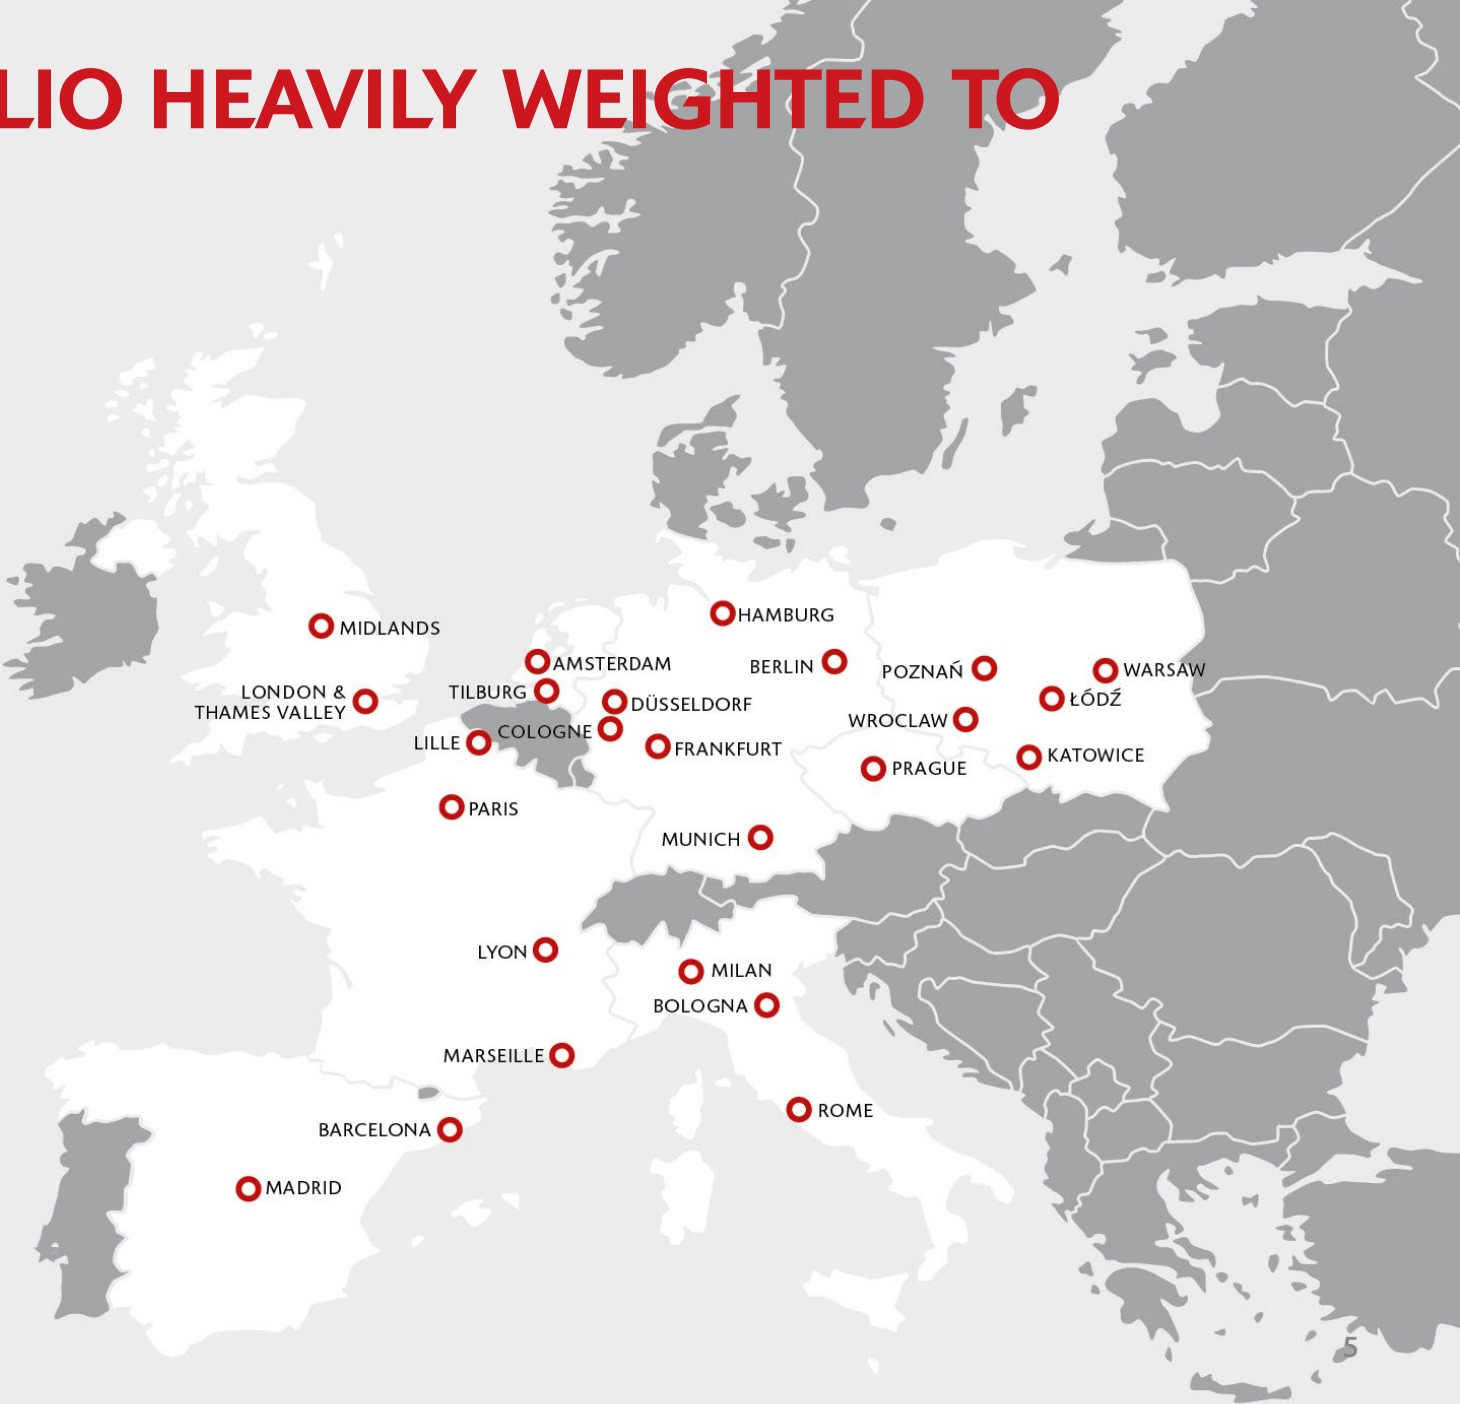 LIO HEAVILY WEIGHTED TO
HAMBURG
MIDLANDS
AMSTERDAM
BERLIN
POZNAŃ
WARSAW
LONDON &
THAMES VALLEY
TILBURG
DÜSSELDORF
ŁÓDŹ
WROCLAW
COLOGNE
LILLE
FRANKFURT
KATOWICE
PRAGUE
PARIS
MUNICH
LYON
MILAN
BOLOGNA
MARSEILLE
ROME
BARCELONA
MADRID
5